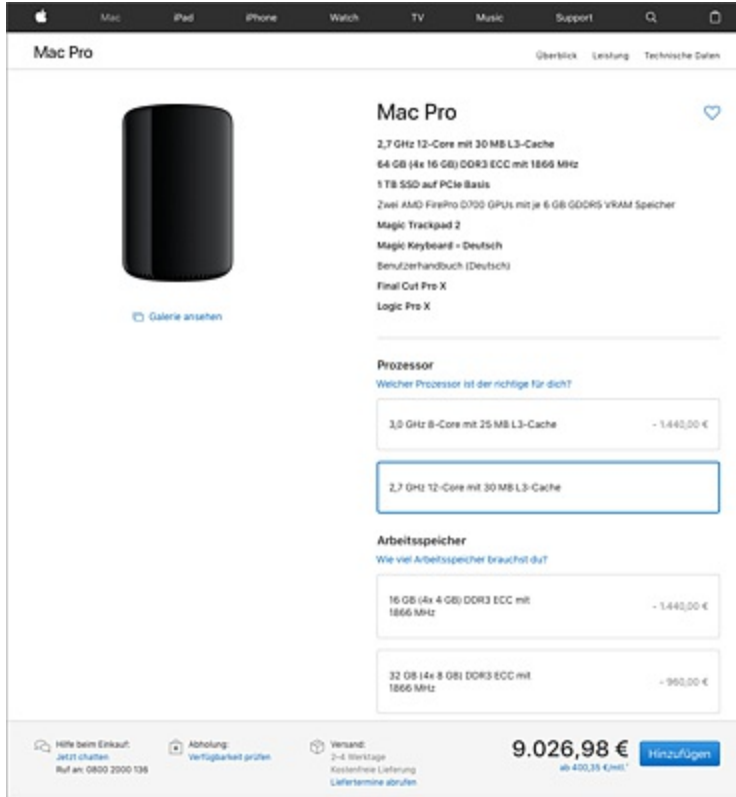 Mac iPad iPhone Watch TV Music Support
Mac Pro
Überblick Leistung Technische Daten
Mac Pro
2,7 GHz 12-Core mit 30 MB L3-Cache
64 GB (4x 16 GB) DDR3 ECC mit 1866 MHz
1 TB SSD auf PCIe Basis
Zwei AMD FirePro D700 GPUs mit je 6 GB GDDR5 VRAM Speicher
Magic Trackpad 2
Magic Keyboard - Deutsch
Benutzerhandbuch (Deutsch)
Final Cut Pro X
Logic Pro X
Galerie ansehen
Prozessor
Welcher Prozessor ist der richtige für dich?
3,0 GHz 8-Core mit 25 MB L3-Cache - 1.440,00 €
2,7 GHz 12-Core mit 30 MB L3-Cache
Arbeitsspeicher
Wie viel Arbeitsspeicher brauchst du?
16 GB (4x 4 GB) DDR3 ECC mit
1866 MHz
- 1.440,00 €
32 GB (4x 8 GB) DDR3 ECC mit
1866 MHz
- 960,00 €
Hilfe beim Einkauf:
Jetzt chatten
Ruf an: 0800 2000 136
Abholung:
Verfügbarkeit prüfen
Versand:
2–4 Werktage
Kostenfreie Lieferung
Liefertermine abrufen
9.026,98 €
ab 400,35 €/mtl.*
Hinzufügen